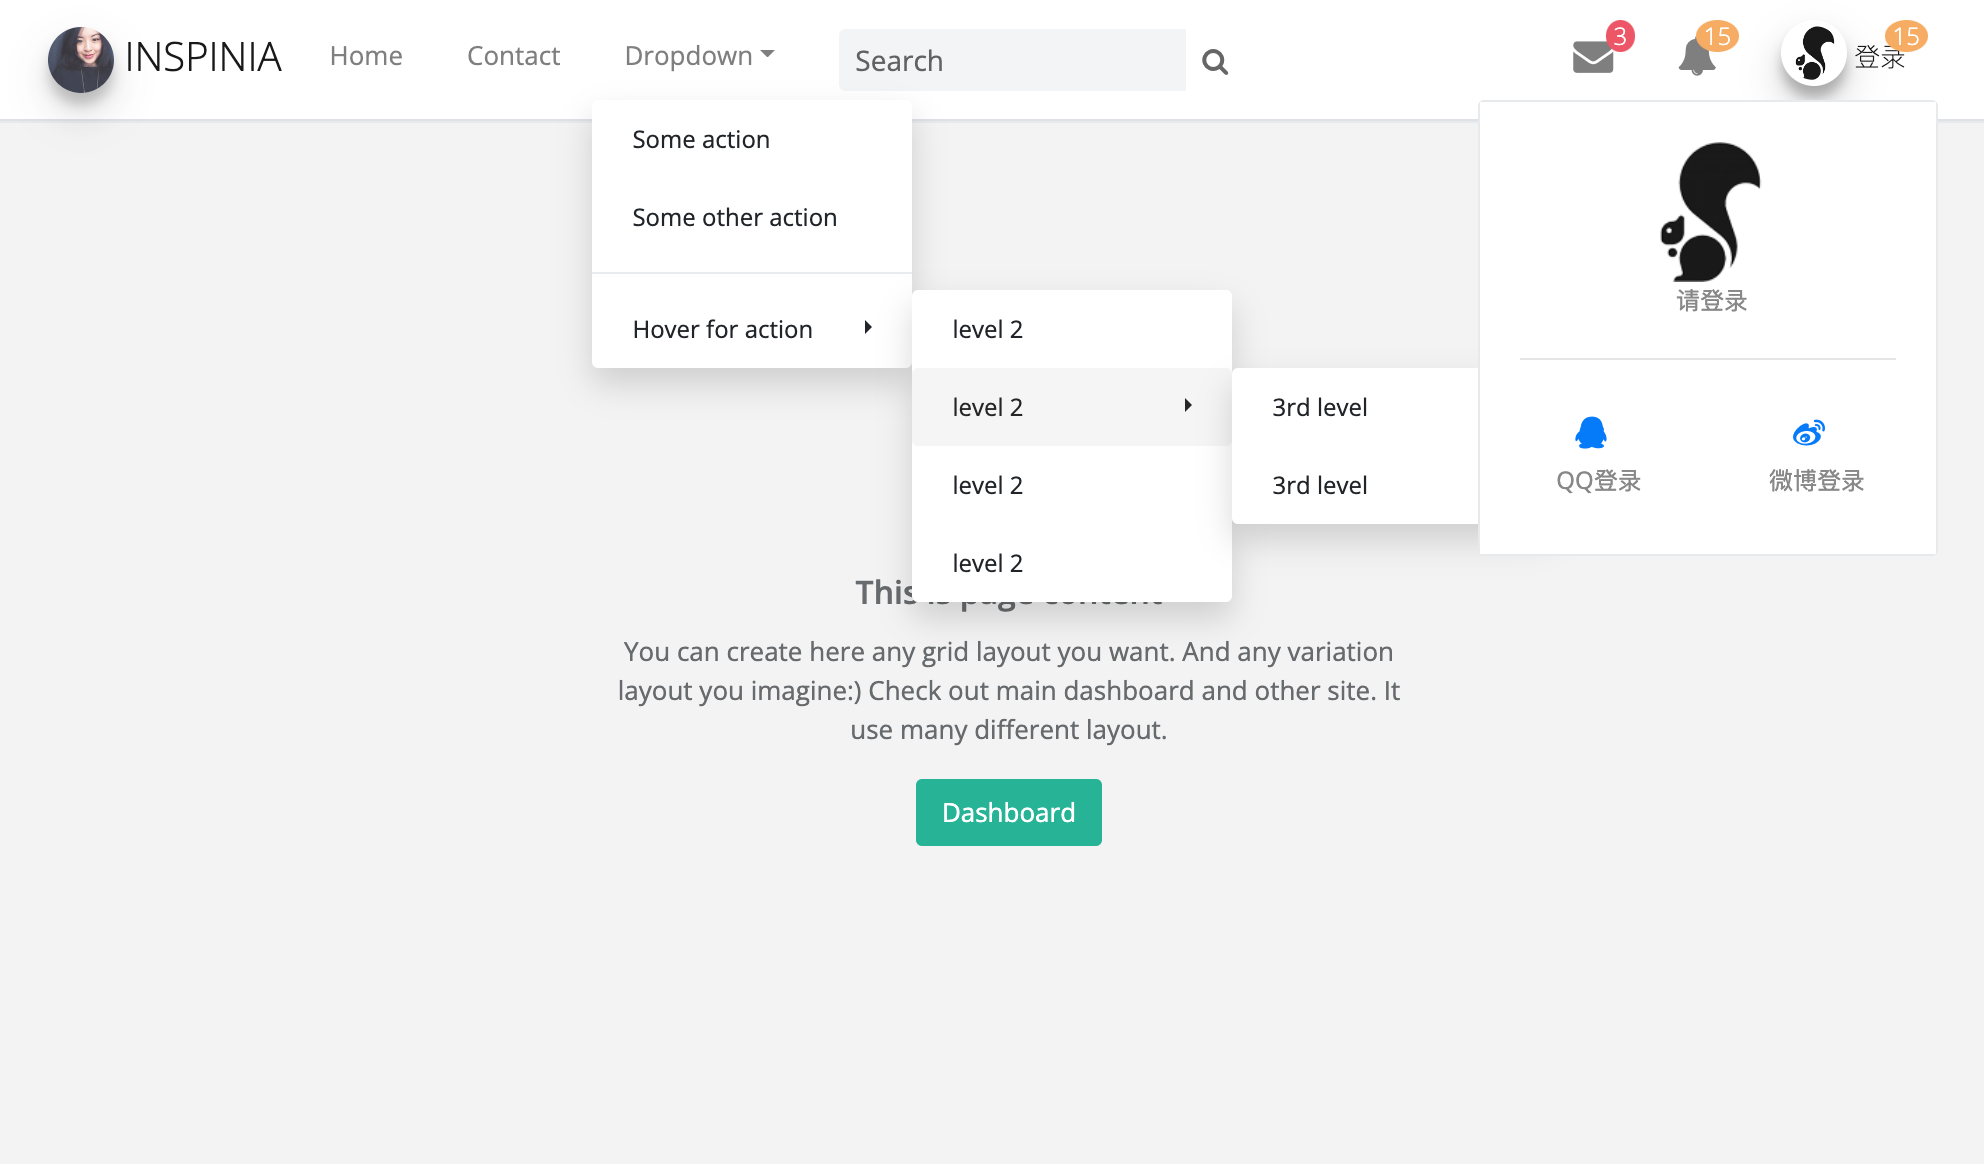 INSPINIA
Home
Contact
Dropdown
Search
3
15
登录
15
Some action
Some other action
Hover for action
level 2
level 2
level 2
level 2
3rd level
3rd level
请登录
QQ登录
微博登录
This is page content
You can create here any grid layout you want. And any variation
layout you imagine:) Check out main dashboard and other site. It
use many different layout.
Dashboard